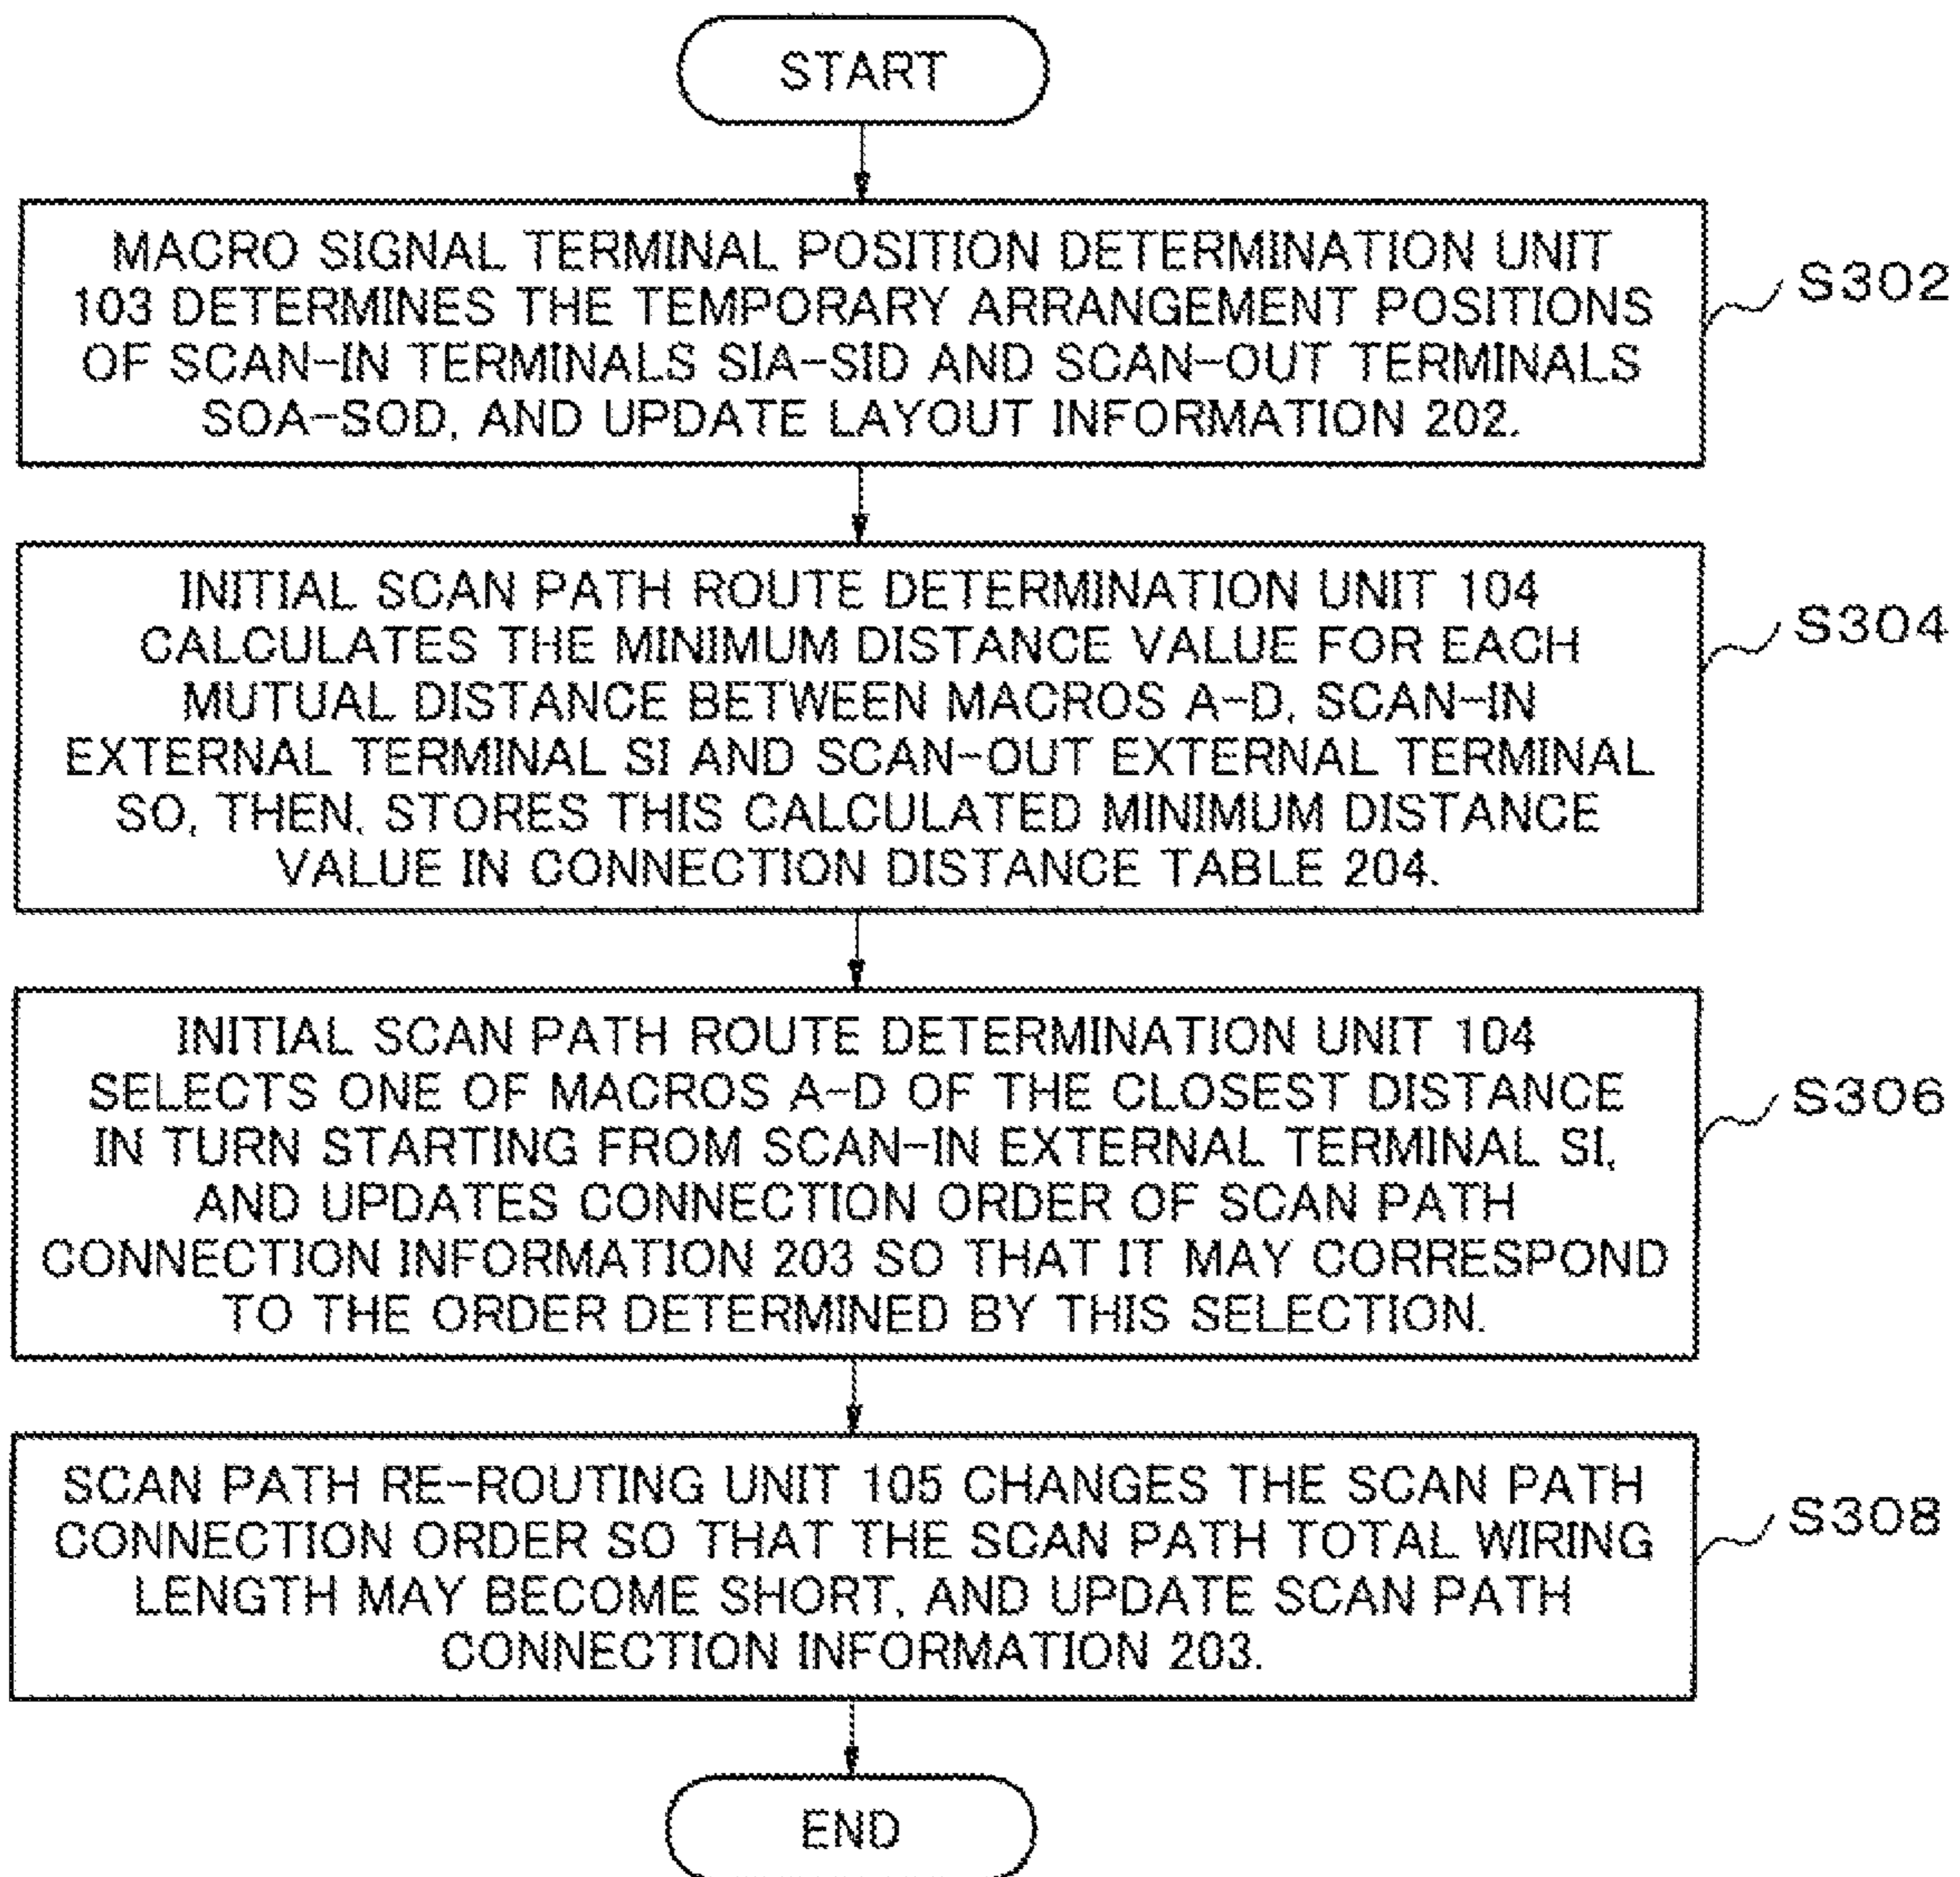 START
MACRO SIGNAL TERMINAL POSITION DETERMINATION UNIT
103 DETERMINES THE TEMPORARY ARRANGEMENT POSITIONS
OF SCAN-IN TERMINALS SIA-SID AND SCAN-OUT TERMINALS
SOA-SOD, AND UPDATE LAYOUT INFORMATION 202.
S302
INITIAL SCAN PATH ROUTE DETERMINATION UNIT 104
CALCULATES THE MINIMUM DISTANCE VALUE FOR EACH
MUTUAL DISTANCE BETWEEN MACROS A-D, SCAN-IN
EXTERNAL TERMINAL SI AND SCAN-OUT EXTERNAL TERMINAL
SO, THEN, STORES THIS CALCULATED MINIMUM DISTANCE
VALUE IN CONNECTION DISTANCE TABLE 204.
S304
INITIAL SCAN PATH ROUTE DETERMINATION UNIT 104
SELECTS ONE OF MACROS A-D OF THE CLOSEST DISTANCE
IN TURN STARTING FROM SCAN-IN EXTERNAL TERMINAL SI,
AND UPDATES CONNECTION ORDER OF SCAN PATH
CONNECTION INFORMATION 203 SO THAT IT MAY CORRESPOND
TO THE ORDER DETERMINED BY THIS SELECTION.
S306
SCAN PATH RE-ROUTING UNIT 105 CHANGES THE SCAN PATH
CONNECTION ORDER SO THAT THE SCAN PATH TOTAL WIRING
LENGTH MAY BECOME SHORT, AND UPDATE SCAN PATH
CONNECTION INFORMATION 203.
S308
END